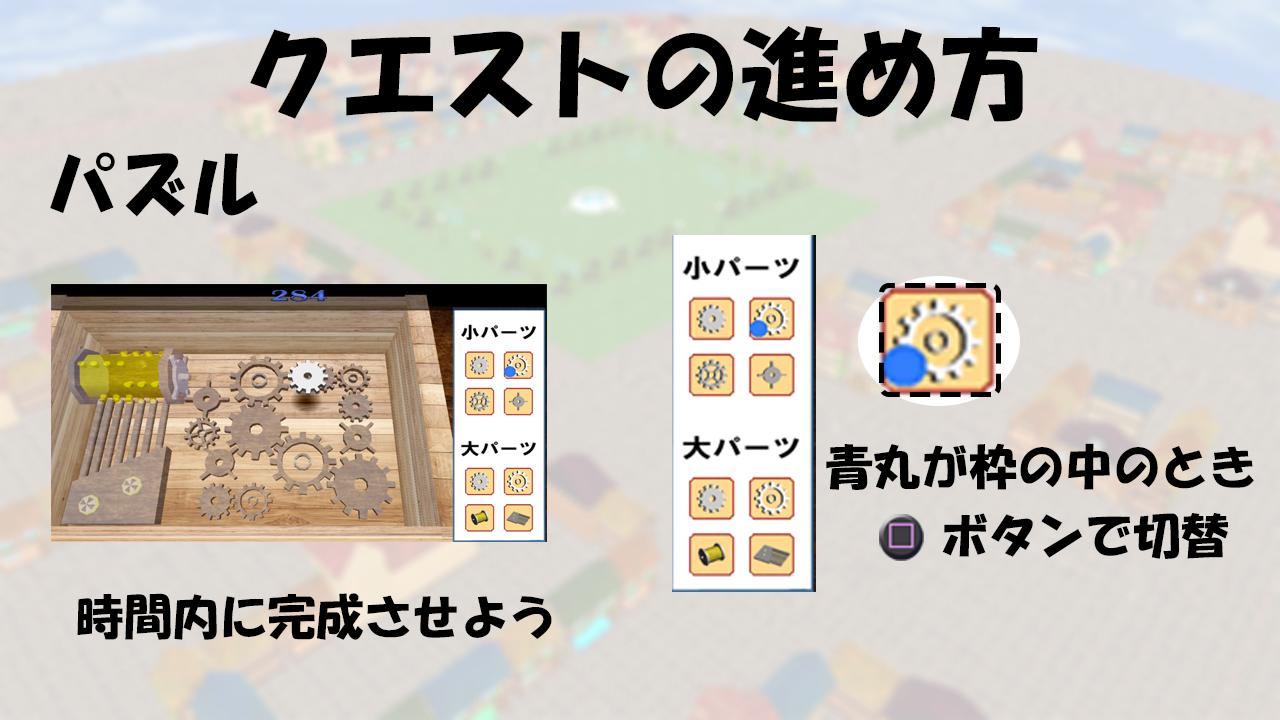 クエストの進め方
パズル
284
小パーツ
大パーツ
小パーツ
大パーツ
青丸が枠の中のとき
ボタンで切替
時間内に完成させよう